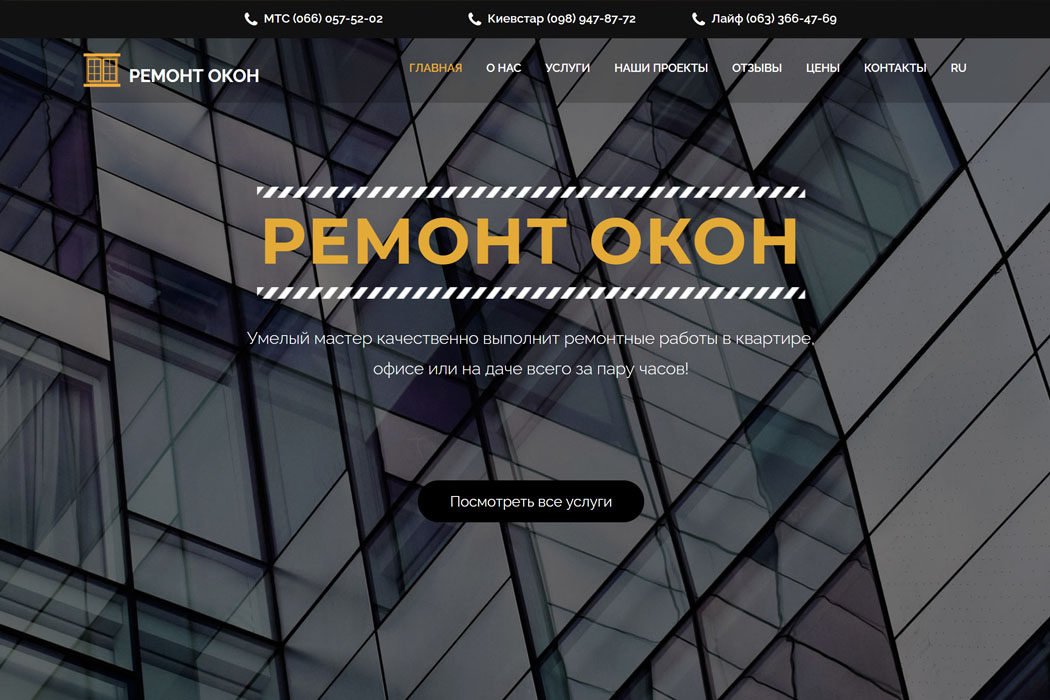 МТС (066) 057-52-02
Киевстар (098) 947-87-72
Лайф (063) 366-47-69
РЕМОНТ ОКОН
ГЛАВНАЯ
О НАС
УСЛУГИ
НАШИ ПРОЕКТЫ
ОТЗЫВЫ
ЦЕНЫ
КОНТАКТЫ
RU
РЕМОНТ ОКОН
Умелый мастер качественно выполнит ремонтные работы в квартире,
офисе или на даче всего за пару часов!
Посмотреть все услуги